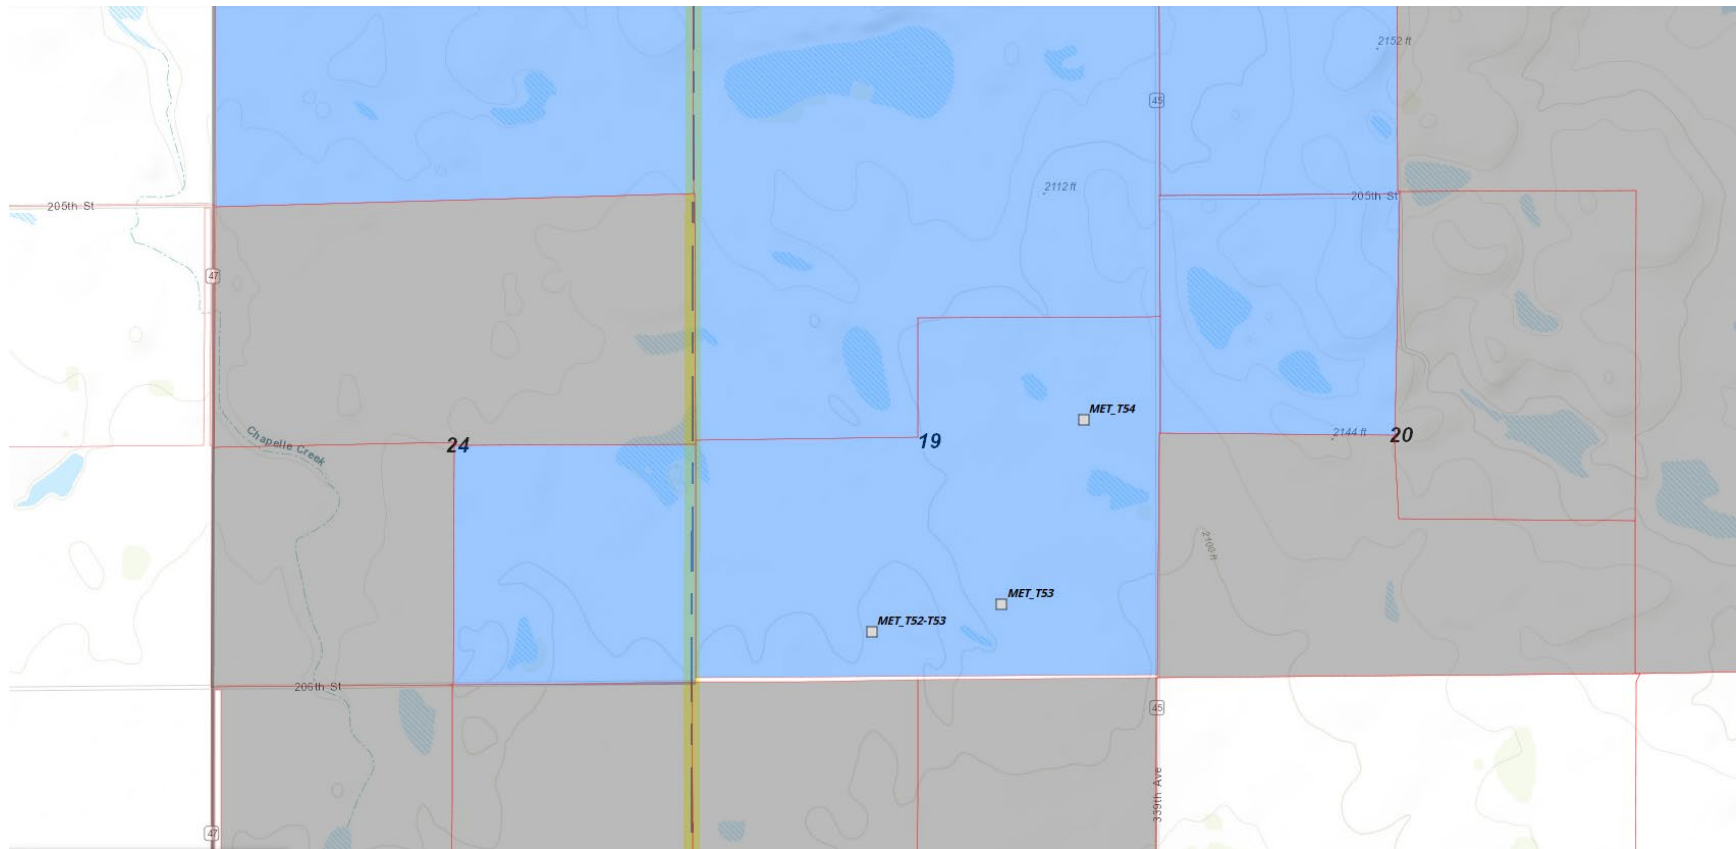 2152 ft
45
2112 ft
205th St
205th St
47
MET_T54
Chapelle Creek
24
19
2144 ft
20
2100 ft
MET_T53
MET_T52-T53
206th St
45
339th Ave
47